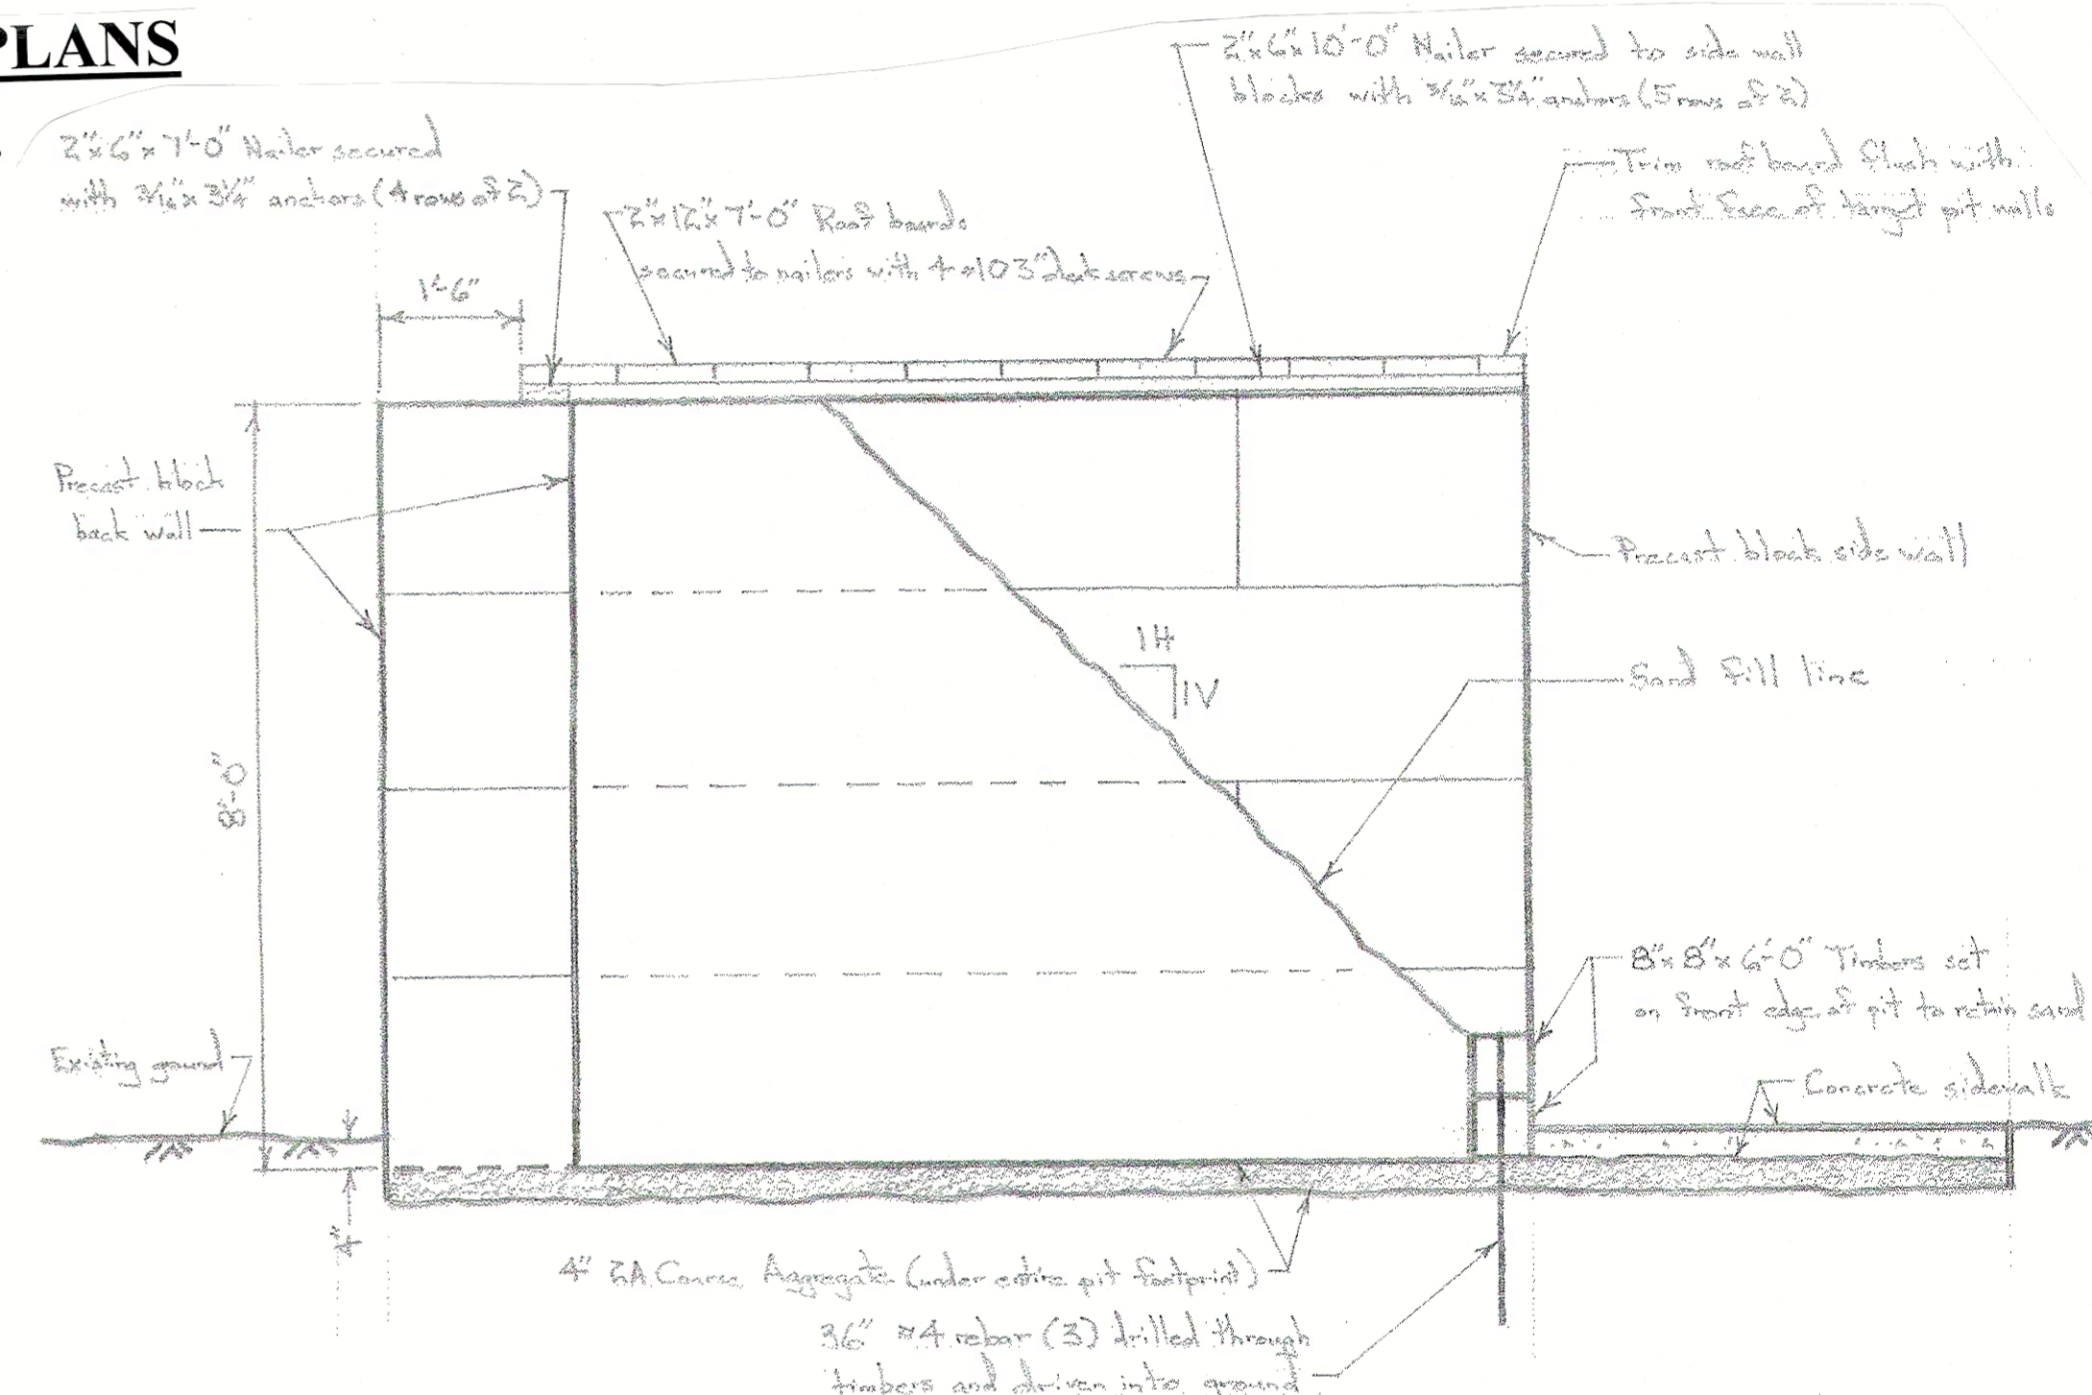 PLANS
2"x6"x10'-0" Nailer secured to side wall
blocks with 3/16"x3¼" anchors (5 rows of 2)
2"x6"x7'-0" Nailer secured
with 3/16"x3¼" anchors (4 rows of 2)
Trim roof board flush with
front face of target pit walls
2"x12"x7'-0" Roof boards
secured to nailers with 4 #10 3" deck screws
1'-6"
Precast block
back wall
Precast block side wall
1H
1V
Sand fill line
8'-0"
8"x8"x6'-0" Timbers set
on front edge of pit to retain sand
Existing ground
Concrete sidewalk
4"
4" 2A Coarse Aggregate (under entire pit footprint)
36" #4 rebar (3) drilled through
timbers and driven into ground